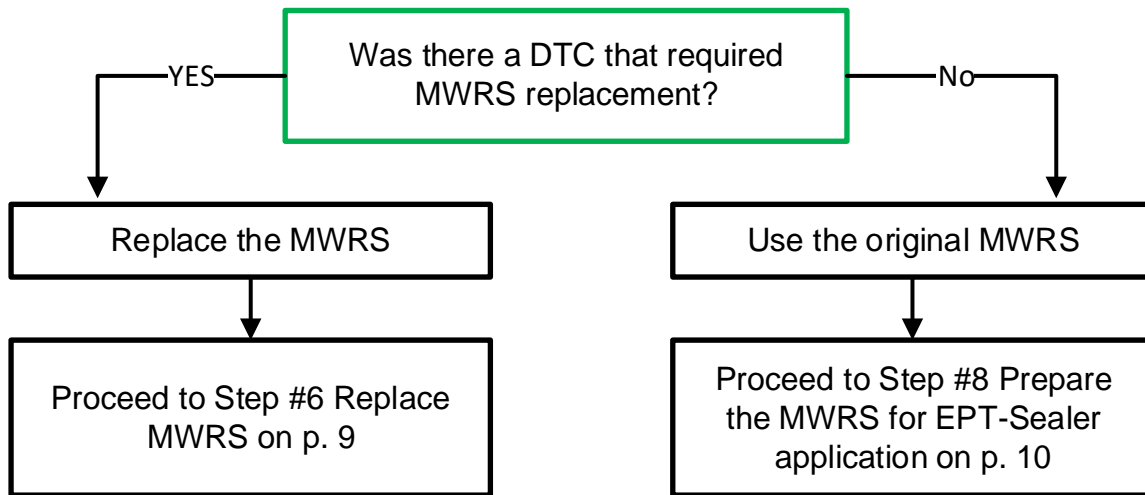 Was there a DTC that required
MWRS replacement?
YES
No
Replace the MWRS
Use the original MWRS
Proceed to Step #6 Replace
MWRS on p. 9
Proceed to Step #8 Prepare
the MWRS for EPT-Sealer
application on p. 10